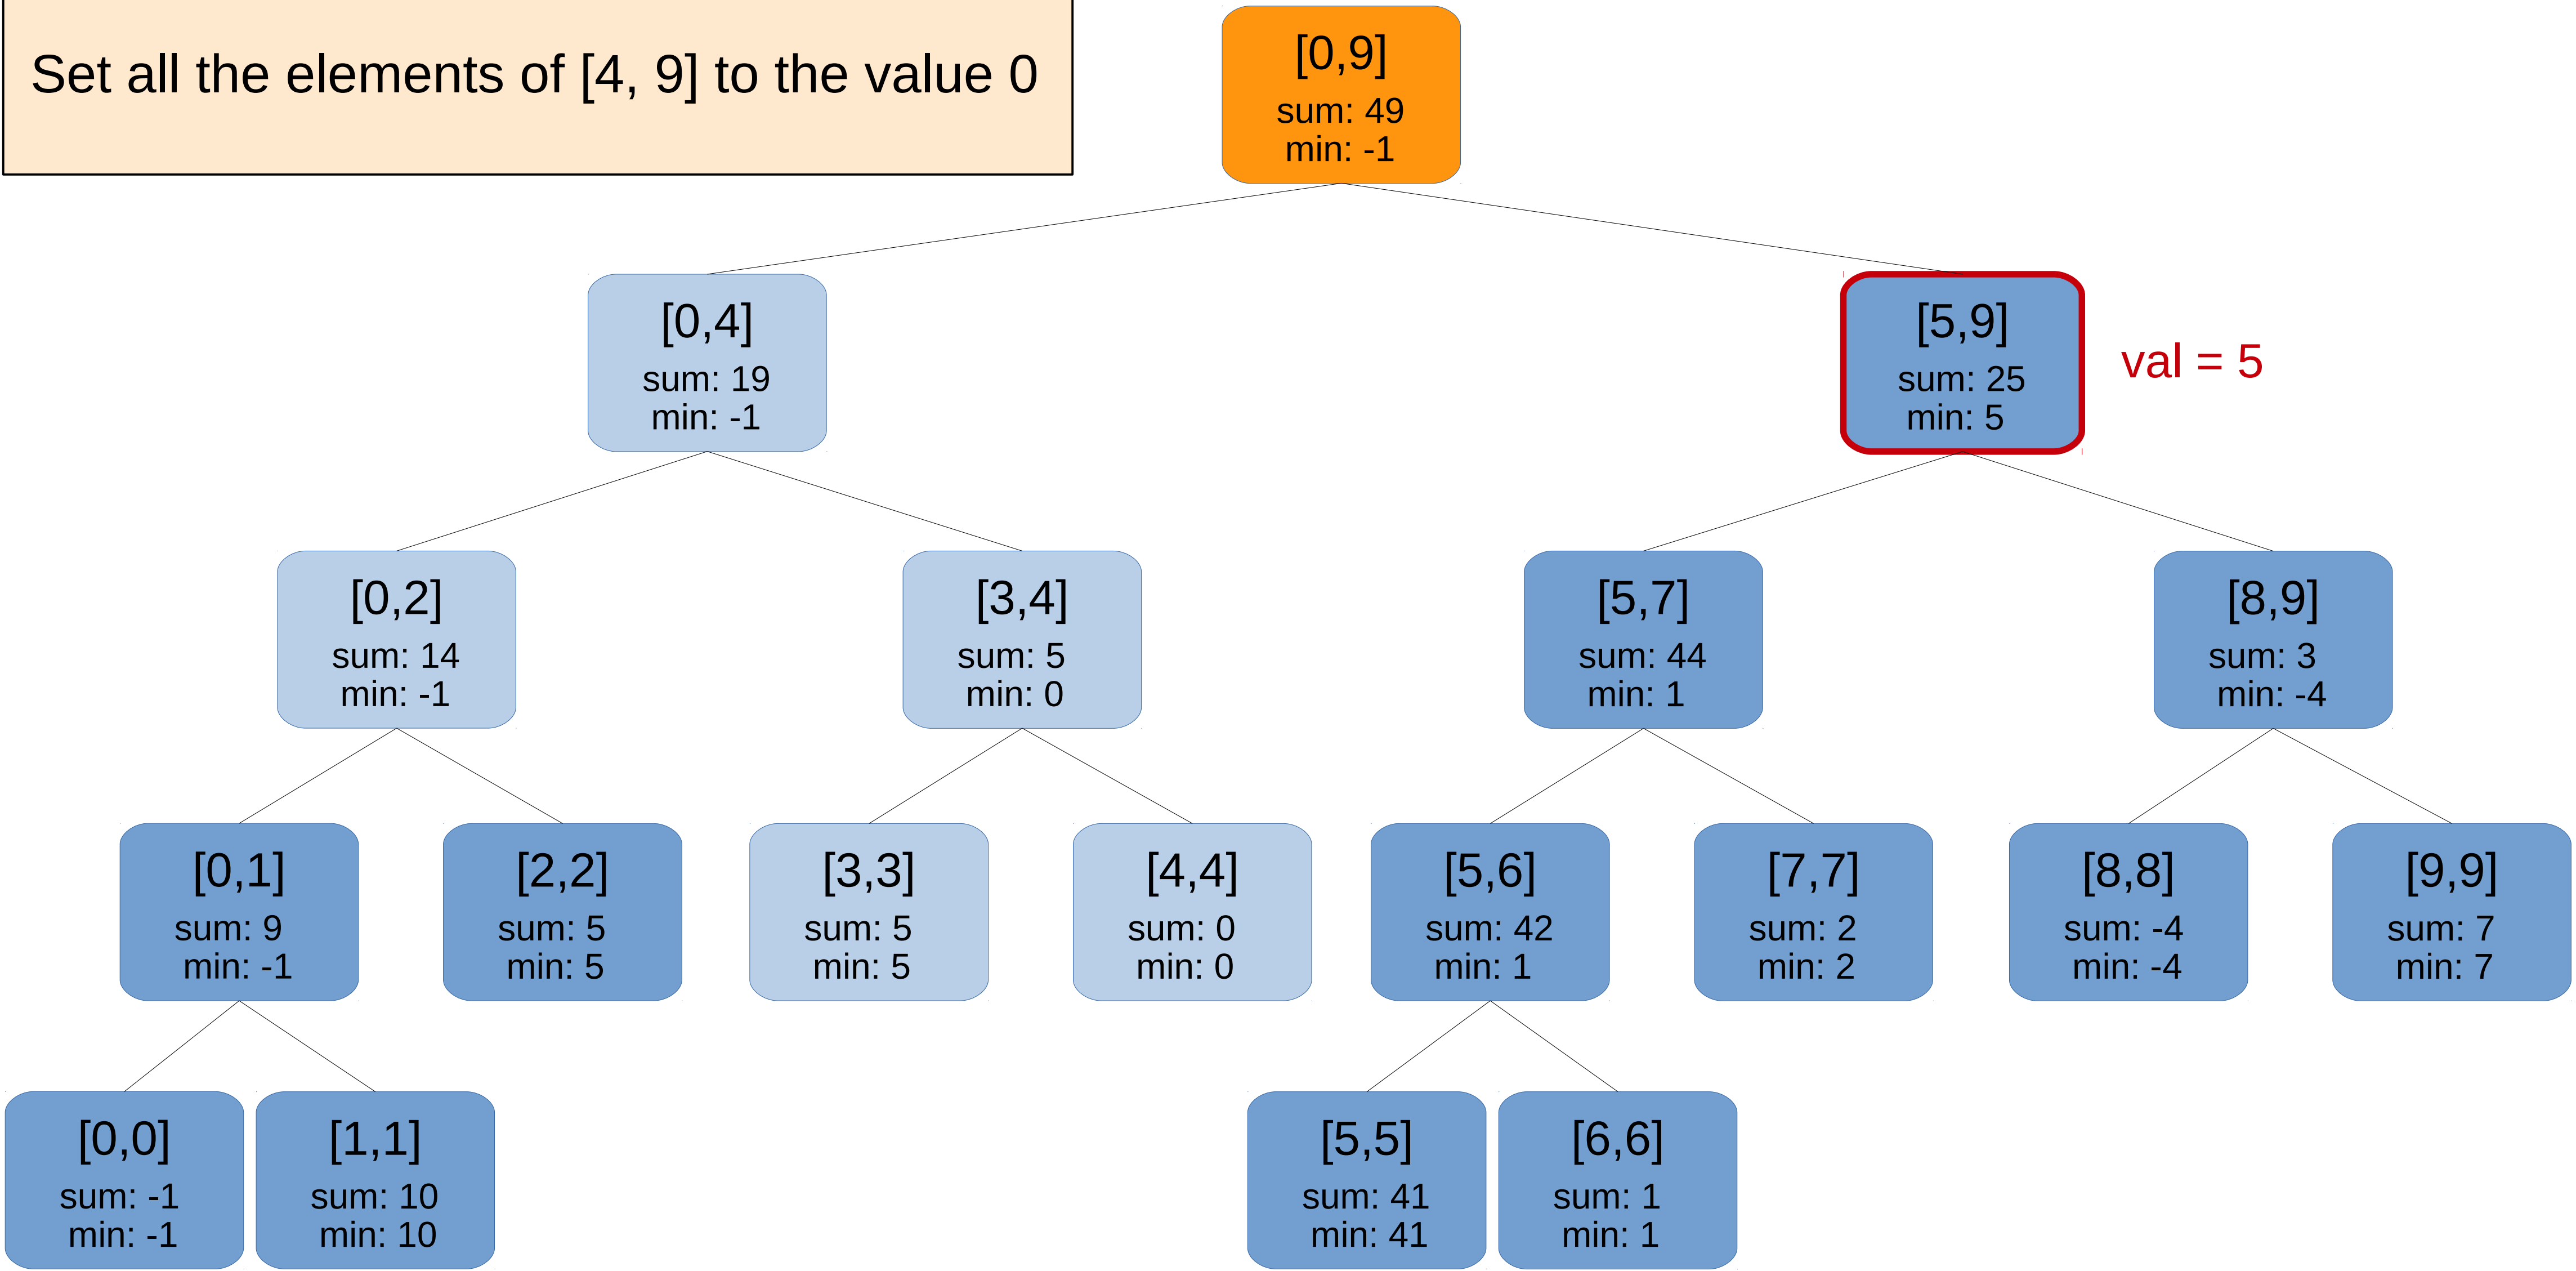 Set all the elements of [4, 9] to the value 0
[0,9]
sum: 49
min: -1
[0,4]
sum: 19
min: -1
[5,9]
sum: 25
min: 5
val = 5
[0,2]
sum: 14
min: -1
[3,4]
sum: 5
min: 0
[5,7]
sum: 44
min: 1
[8,9]
sum: 3
min: -4
[0,1]
sum: 9
min: -1
[2,2]
sum: 5
min: 5
[3,3]
sum: 5
min: 5
[4,4]
sum: 0
min: 0
[5,6]
sum: 42
min: 1
[7,7]
sum: 2
min: 2
[8,8]
sum: -4
min: -4
[9,9]
sum: 7
min: 7
[0,0]
sum: -1
min: -1
[1,1]
sum: 10
min: 10
[5,5]
sum: 41
min: 41
[6,6]
sum: 1
min: 1